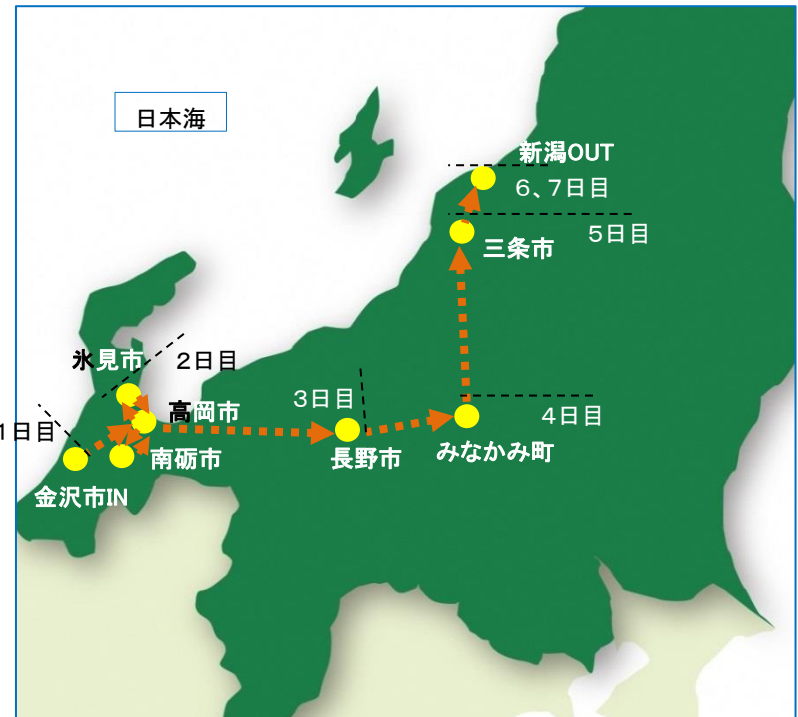 日本海
新潟OUT
6、7日目
5日目
三条市
氷見市
2日目
3日目
高岡市
4日目
1日目
南砺市
長野市
みなかみ町
金沢市IN